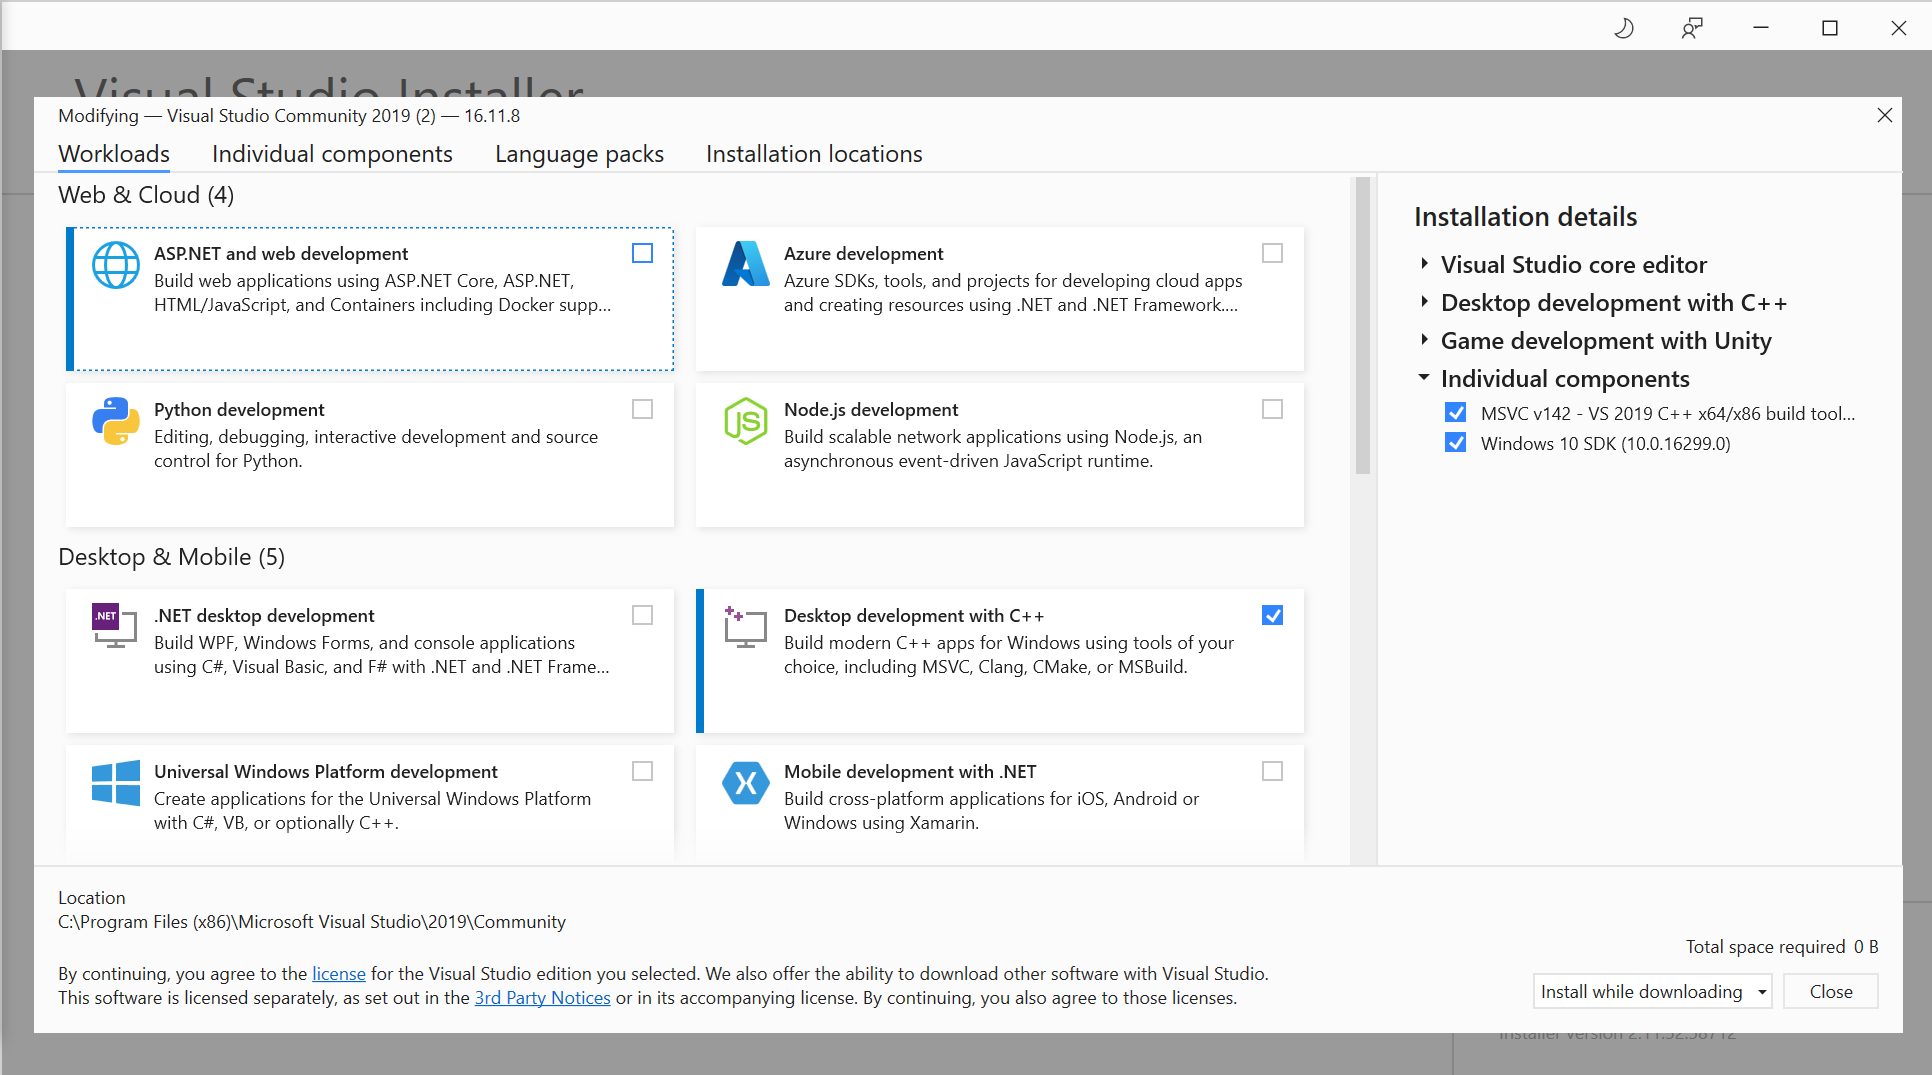 Visual Studio Installer
Modifying — Visual Studio Community 2019 (2) — 16.11.8
Workloads
Individual components
Language packs
Installation locations
Web & Cloud (4)
ASP.NET and web development
Build web applications using ASP.NET Core, ASP.NET,
HTML/JavaScript, and Containers including Docker supp...
Azure development
Azure SDKs, tools, and projects for developing cloud apps
and creating resources using .NET and .NET Framework....
Python development
Editing, debugging, interactive development and source
control for Python.
JS
Node.js development
Build scalable network applications using Node.js, an
asynchronous event-driven JavaScript runtime.
Desktop & Mobile (5)
.NET
.NET desktop development
Build WPF, Windows Forms, and console applications
using C#, Visual Basic, and F# with .NET and .NET Frame...
Desktop development with C++
Build modern C++ apps for Windows using tools of your
choice, including MSVC, Clang, CMake, or MSBuild.
Universal Windows Platform development
Create applications for the Universal Windows Platform
with C#, VB, or optionally C++.
Mobile development with .NET
Build cross-platform applications for iOS, Android or
Windows using Xamarin.
Installation details
Visual Studio core editor
Desktop development with C++
Game development with Unity
Individual components
MSVC v142 - VS 2019 C++ x64/x86 build tool...
Windows 10 SDK (10.0.16299.0)
Location
C:\Program Files (x86)\Microsoft Visual Studio\2019\Community
By continuing, you agree to the license for the Visual Studio edition you selected. We also offer the ability to download other software with Visual Studio.
This software is licensed separately, as set out in the 3rd Party Notices or in its accompanying license. By continuing, you also agree to those licenses.
Total space required 0 B
Install while downloading
Close
Installer version